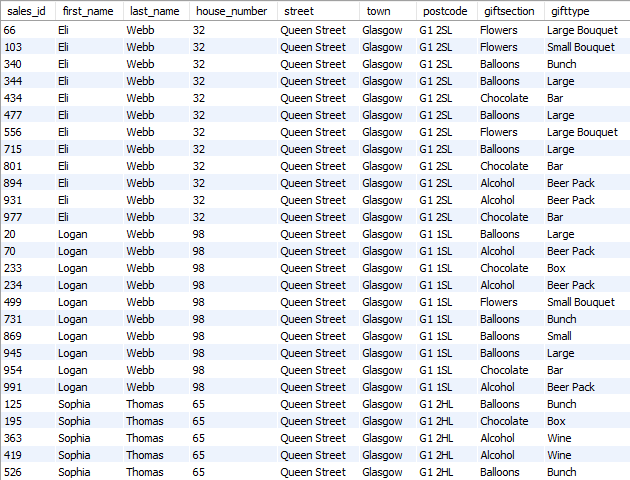 sales_id first_name last_name house_number street town postcode giftsection gifttype
66 Eli Webb 32 Queen Street Glasgow G1 2SL Flowers Large Bouquet
103 Eli Webb 32 Queen Street Glasgow G1 2SL Flowers Small Bouquet
340 Eli Webb 32 Queen Street Glasgow G1 2SL Balloons Bunch
344 Eli Webb 32 Queen Street Glasgow G1 2SL Balloons Large
434 Eli Webb 32 Queen Street Glasgow G1 2SL Chocolate Bar
477 Eli Webb 32 Queen Street Glasgow G1 2SL Balloons Large
556 Eli Webb 32 Queen Street Glasgow G1 2SL Flowers Large Bouquet
715 Eli Webb 32 Queen Street Glasgow G1 2SL Balloons Large
801 Eli Webb 32 Queen Street Glasgow G1 2SL Chocolate Bar
894 Eli Webb 32 Queen Street Glasgow G1 2SL Alcohol Beer Pack
931 Eli Webb 32 Queen Street Glasgow G1 2SL Alcohol Beer Pack
977 Eli Webb 32 Queen Street Glasgow G1 2SL Chocolate Bar
20 Logan Webb 98 Queen Street Glasgow G1 1SL Balloons Large
70 Logan Webb 98 Queen Street Glasgow G1 1SL Alcohol Beer Pack
233 Logan Webb 98 Queen Street Glasgow G1 1SL Chocolate Box
234 Logan Webb 98 Queen Street Glasgow G1 1SL Alcohol Beer Pack
499 Logan Webb 98 Queen Street Glasgow G1 1SL Flowers Small Bouquet
731 Logan Webb 98 Queen Street Glasgow G1 1SL Balloons Bunch
869 Logan Webb 98 Queen Street Glasgow G1 1SL Balloons Small
945 Logan Webb 98 Queen Street Glasgow G1 1SL Balloons Large
954 Logan Webb 98 Queen Street Glasgow G1 1SL Chocolate Bar
991 Logan Webb 98 Queen Street Glasgow G1 1SL Alcohol Beer Pack
125 Sophia Thomas 65 Queen Street Glasgow G1 2HL Balloons Bunch
195 Sophia Thomas 65 Queen Street Glasgow G1 2HL Chocolate Box
363 Sophia Thomas 65 Queen Street Glasgow G1 2HL Alcohol Wine
419 Sophia Thomas 65 Queen Street Glasgow G1 2HL Alcohol Wine
526 Sophia Thomas 65 Queen Street Glasgow G1 2HL Balloons Bunch